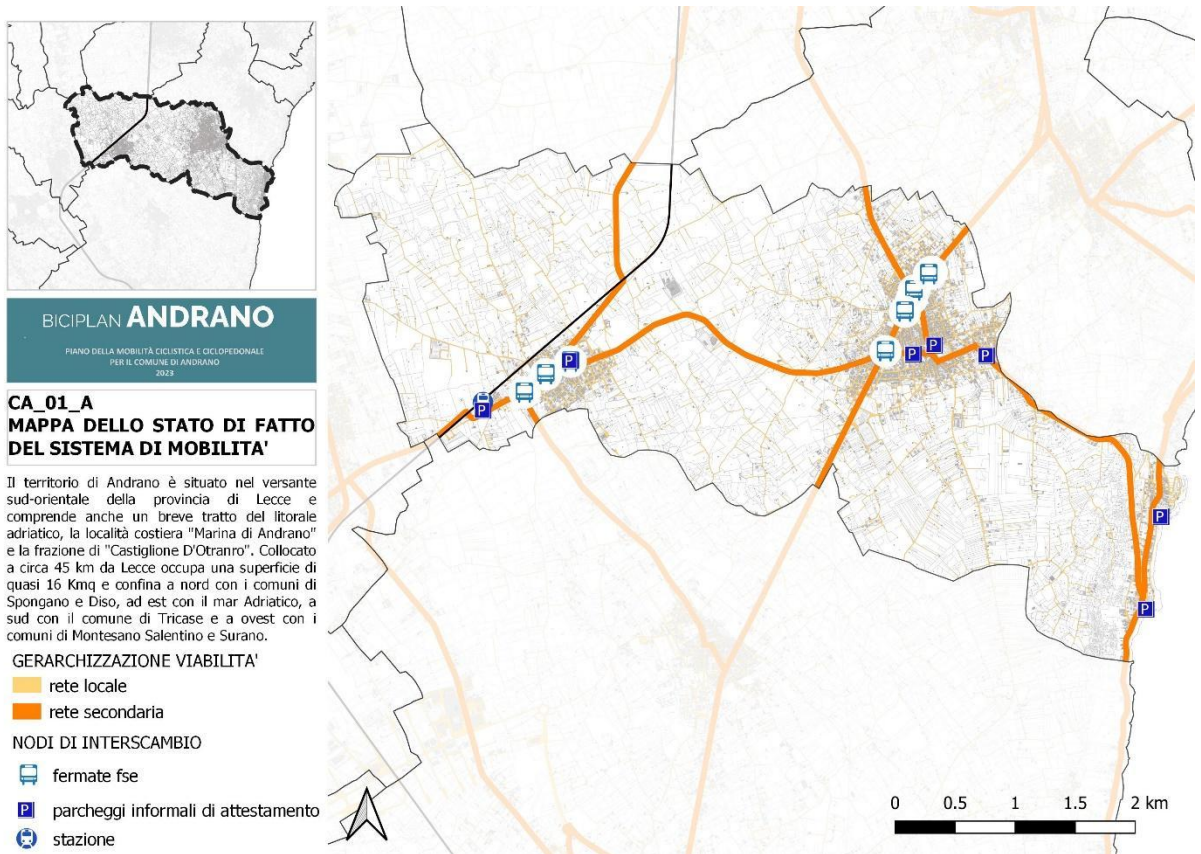 BICIPLAN ANDRANO
PIANO DELLA MOBILITÀ CICLISTICA E CICLOPEDONALE
PER IL COMUNE DI ANDRANO
2023
CA_01_A
MAPPA DELLO STATO DI FATTO
DEL SISTEMA DI MOBILITA'
Il territorio di Andrano è situato nel versante
sud-orientale della provincia di Lecce e
comprende anche un breve tratto del litorale
adriatico, la località costiera "Marina di Andrano"
e la frazione di "Castiglione D'Otranro". Collocato
a circa 45 km da Lecce occupa una superficie di
quasi 16 Kmq e confina a nord con i comuni di
Spongano e Diso, ad est con il mar Adriatico, a
sud con il comune di Tricase e a ovest con i
comuni di Montesano Salentino e Surano.
GERARCHIZZAZIONE VIABILITA'
rete locale
rete secondaria
NODI DI INTERSCAMBIO
fermate fse
P parcheggi informali di attestamento
stazione
P
P
P
P
P
P
P
0 0.5 1 1.5 2 km